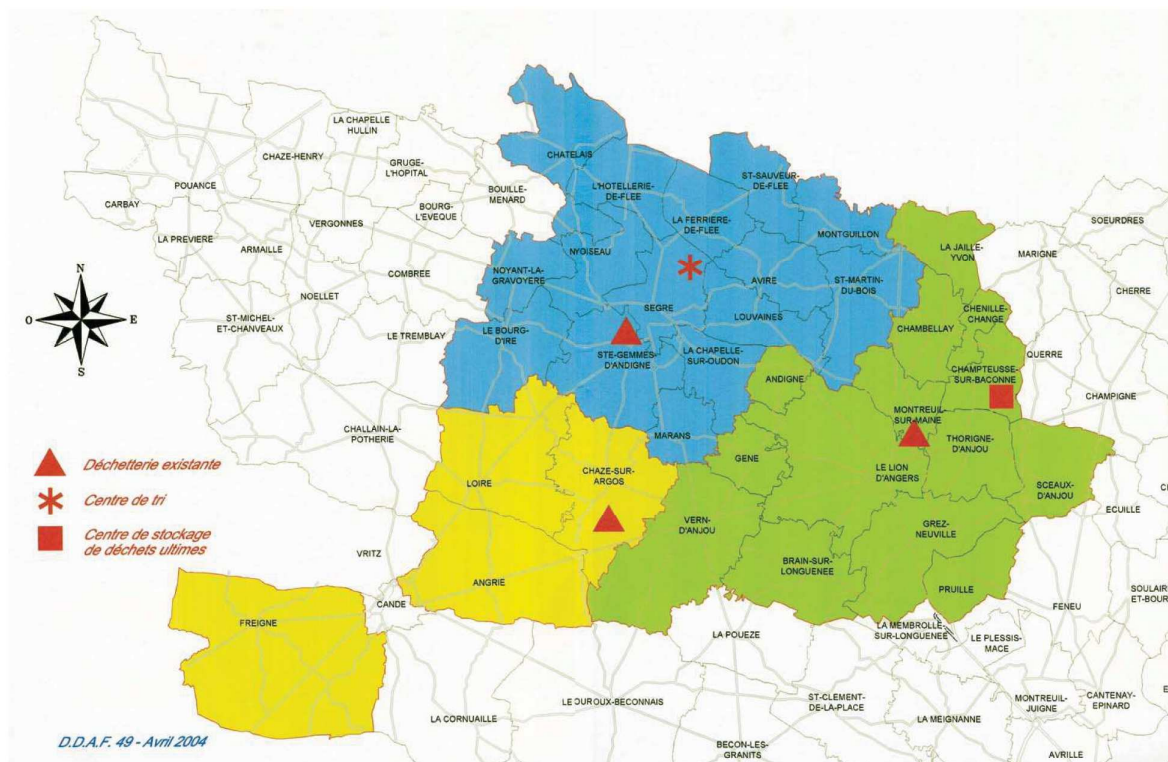 LA CHAPELLE
HULLIN
CHAZE-HENRY
GRUGE-
L'HOPITAL
POUANCE
CARBAY
BOUILLE-
MENARD
BOURG-
L'EVEQUE
VERGONNES
LA PREVIERE
ARMAILLE
COMBREE
NOELLET
ST-MICHEL-
ET-CHANVEAUX
LE TREMBLAY
CHALLAIN-LA-
POTHERIE
CHATELAIS
L'HOTELLERIE-
DE-FLEE
ST-SAUVEUR-
DE-FLEE
LA FERRIERE-
DE-FLEE
MONTGUILLON
NYOISEAU
NOYANT-LA-
GRAVOYERE
AVIRE
ST-MARTIN-
DU-BOIS
SEGRE
LOUVAINES
LE BOURG-
D'IRE
STE-GEMMES-
D'ANDIGNE
LA CHAPELLE-
SUR-OUDON
MARANS
LA JAILLE-
YVON
CHENILLE-
CHANGE
CHAMBELLAY
CHAMPTEUSSE-
SUR-BACONNE
ANDIGNE
MONTREUIL-
SUR-MAINE
THORIGNE-
D'ANJOU
GENE
LE LION
D'ANGERS
SCEAUX-
D'ANJOU
VERN-
D'ANJOU
GREZ-
NEUVILLE
BRAIN-SUR-
LONGUENEE
PRUILLE
LOIRE
CHAZE-SUR-
ARGOS
ANGRIE
FREIGNE
SOEURDRES
MARIGNE
CHERRE
QUERRE
CHAMPIGNE
ECUILLE
SOULAIRE
ET-BOUR
FENEU
VRITZ
CANDE
LA POUEZE
LA MEMBROLLE
SUR-LONGUENEE
LE PLESSIS-
MACE
LE LOUROUX-BECONNAIS
ST-CLEMENT
DE-LA-PLACE
MONTREUIL-
JUIGNE
CANTENAY-
EPINARD
LA CORNUAILLE
LA MEIGNANNE
BECON-LES-
GRANITS
AVRILLE
N
O
E
S
Déchetterie existante
Centre de tri
Centre de stockage
de déchets ultimes
D.D.A.F. 49 - Avril 2004